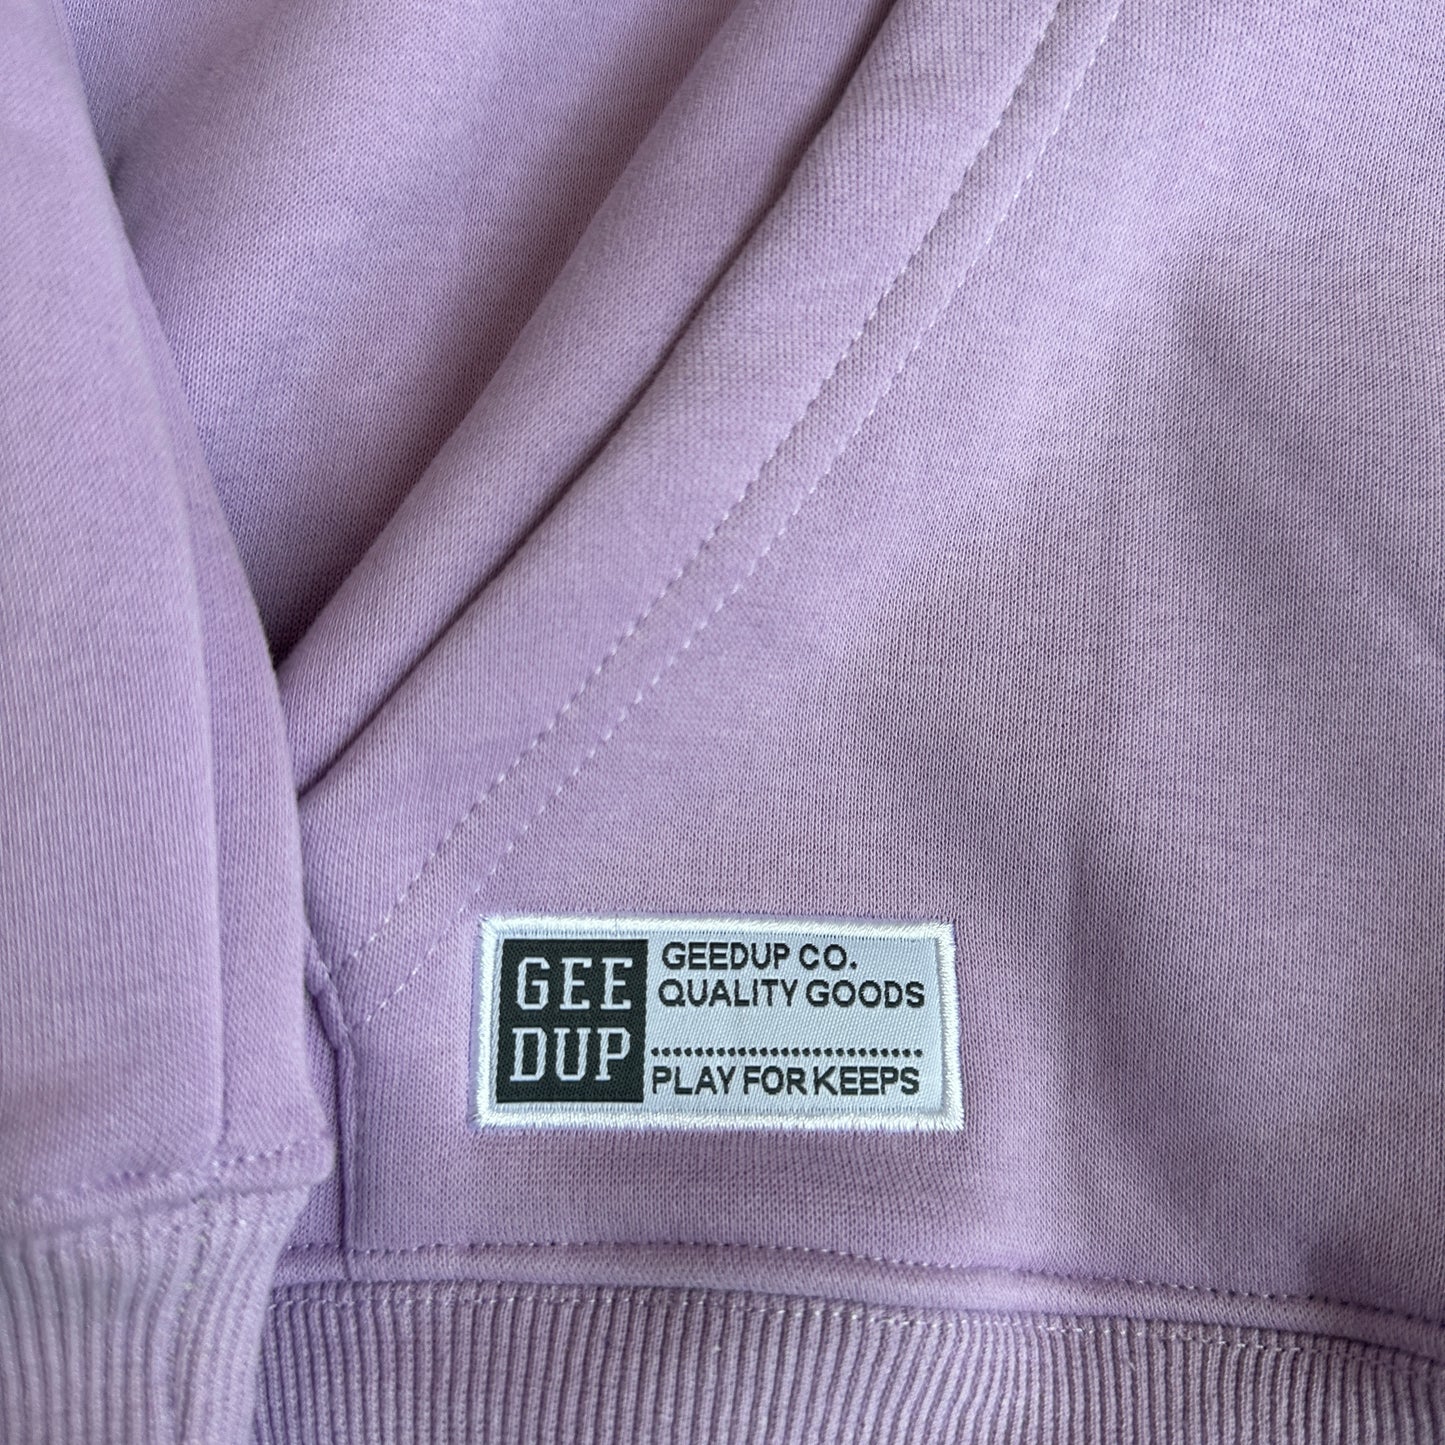 GEE
DUP
GEEDUP CO.
QUALITY GOODS
PLAY FOR KEEPS